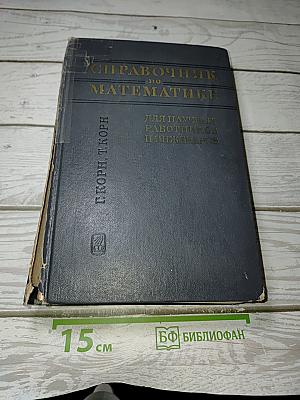 СПРАВОЧНИК
ПО
МАТЕМАТИКЕ
ДЛЯ НАУЧНЫХ
РАБОТНИКОВ
И ИНЖЕНЕРОВ
Г. КОРН, Т. КОРН
15 см
БФ БИБЛИОФАН